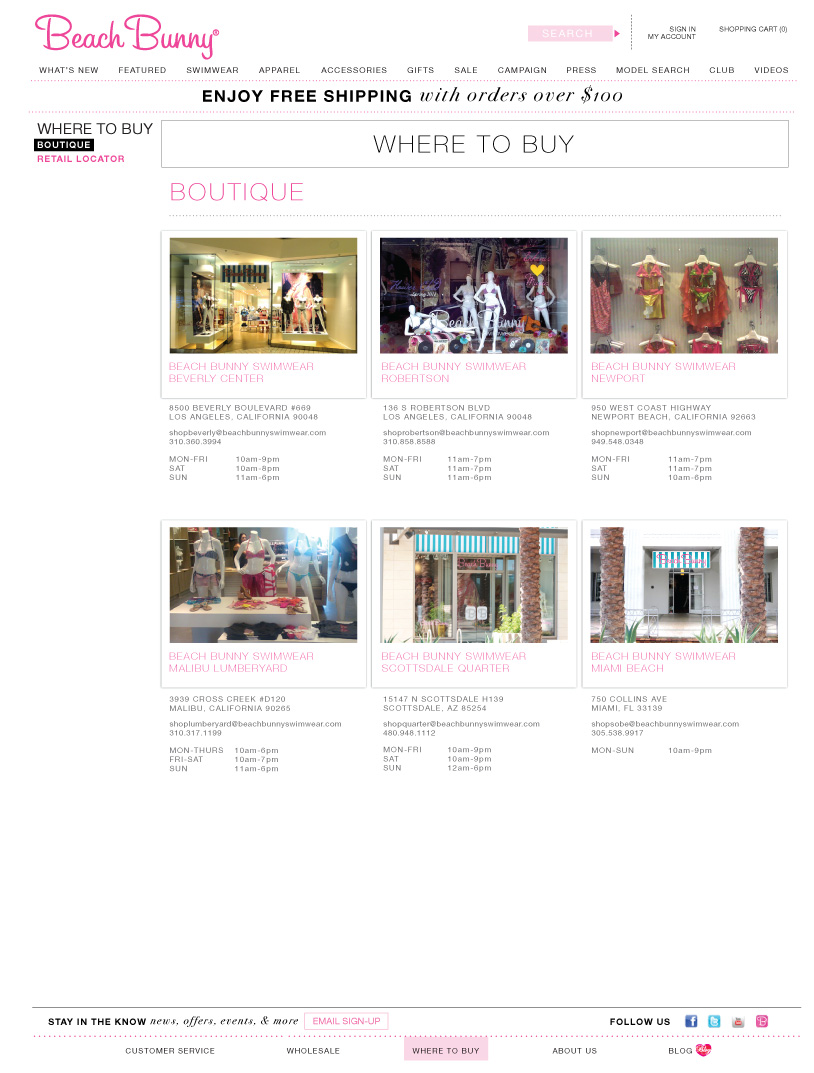 Beach Bunny®
SEARCH
SIGN IN
MY ACCOUNT
SHOPPING CART (0)
WHAT'S NEW FEATURED SWIMWEAR APPAREL ACCESSORIES GIFTS SALE CAMPAIGN PRESS MODEL SEARCH CLUB VIDEOS
ENJOY FREE SHIPPING with orders over $100
WHERE TO BUY
BOUTIQUE
RETAIL LOCATOR
WHERE TO BUY
BOUTIQUE
Beach Bunny
BEACH BUNNY SWIMWEAR
BEVERLY CENTER
8500 BEVERLY BOULEVARD #669
LOS ANGELES, CALIFORNIA 90048
shopbeverly@beachbunnyswimwear.com
310.360.3994
MON-FRI 10am-9pm
SAT 10am-8pm
SUN 11am-6pm
BEACH BUNNY SWIMWEAR
ROBERTSON
136 S ROBERTSON BLVD
LOS ANGELES, CALIFORNIA 90048
shoprobertson@beachbunnyswimwear.com
310.858.8588
MON-FRI 11am-7pm
SAT 11am-7pm
SUN 11am-6pm
BEACH BUNNY SWIMWEAR
NEWPORT
950 WEST COAST HIGHWAY
NEWPORT BEACH, CALIFORNIA 92663
shopnewport@beachbunnyswimwear.com
949.548.0348
MON-FRI 11am-7pm
SAT 11am-7pm
SUN 10am-6pm
BEACH BUNNY SWIMWEAR
MALIBU LUMBERYARD
3939 CROSS CREEK #D120
MALIBU, CALIFORNIA 90265
shoplumberyard@beachbunnyswimwear.com
310.317.1199
MON-THURS 10am-6pm
FRI-SAT 10am-7pm
SUN 11am-6pm
BEACH BUNNY SWIMWEAR
SCOTTSDALE QUARTER
15147 N SCOTTSDALE H139
SCOTTSDALE, AZ 85254
shopquarter@beachbunnyswimwear.com
480.948.1112
MON-FRI 10am-9pm
SAT 10am-9pm
SUN 12am-6pm
Beach Bunny
BEACH BUNNY SWIMWEAR
MIAMI BEACH
750 COLLINS AVE
MIAMI, FL 33139
shopsobe@beachbunnyswimwear.com
305.538.9917
MON-SUN 10am-9pm
STAY IN THE KNOW news, offers, events, & more EMAIL SIGN-UP
FOLLOW US
CUSTOMER SERVICE WHOLESALE WHERE TO BUY ABOUT US BLOG